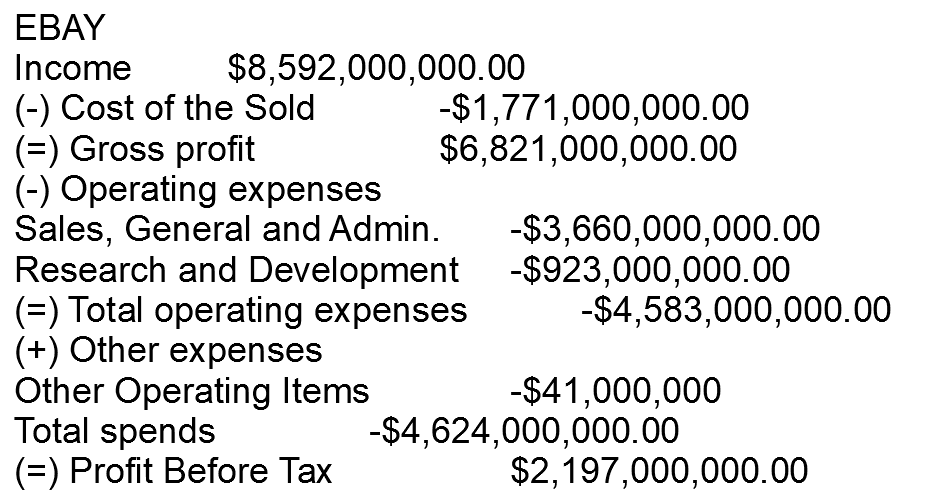 EBAY
Income $8,592,000,000.00
(-) Cost of the Sold -$1,771,000,000.00
(=) Gross profit $6,821,000,000.00
(-) Operating expenses
Sales, General and Admin. -$3,660,000,000.00
Research and Development -$923,000,000.00
(=) Total operating expenses -$4,583,000,000.00
(+) Other expenses
Other Operating Items -$41,000,000
Total spends -$4,624,000,000.00
(=) Profit Before Tax $2,197,000,000.00